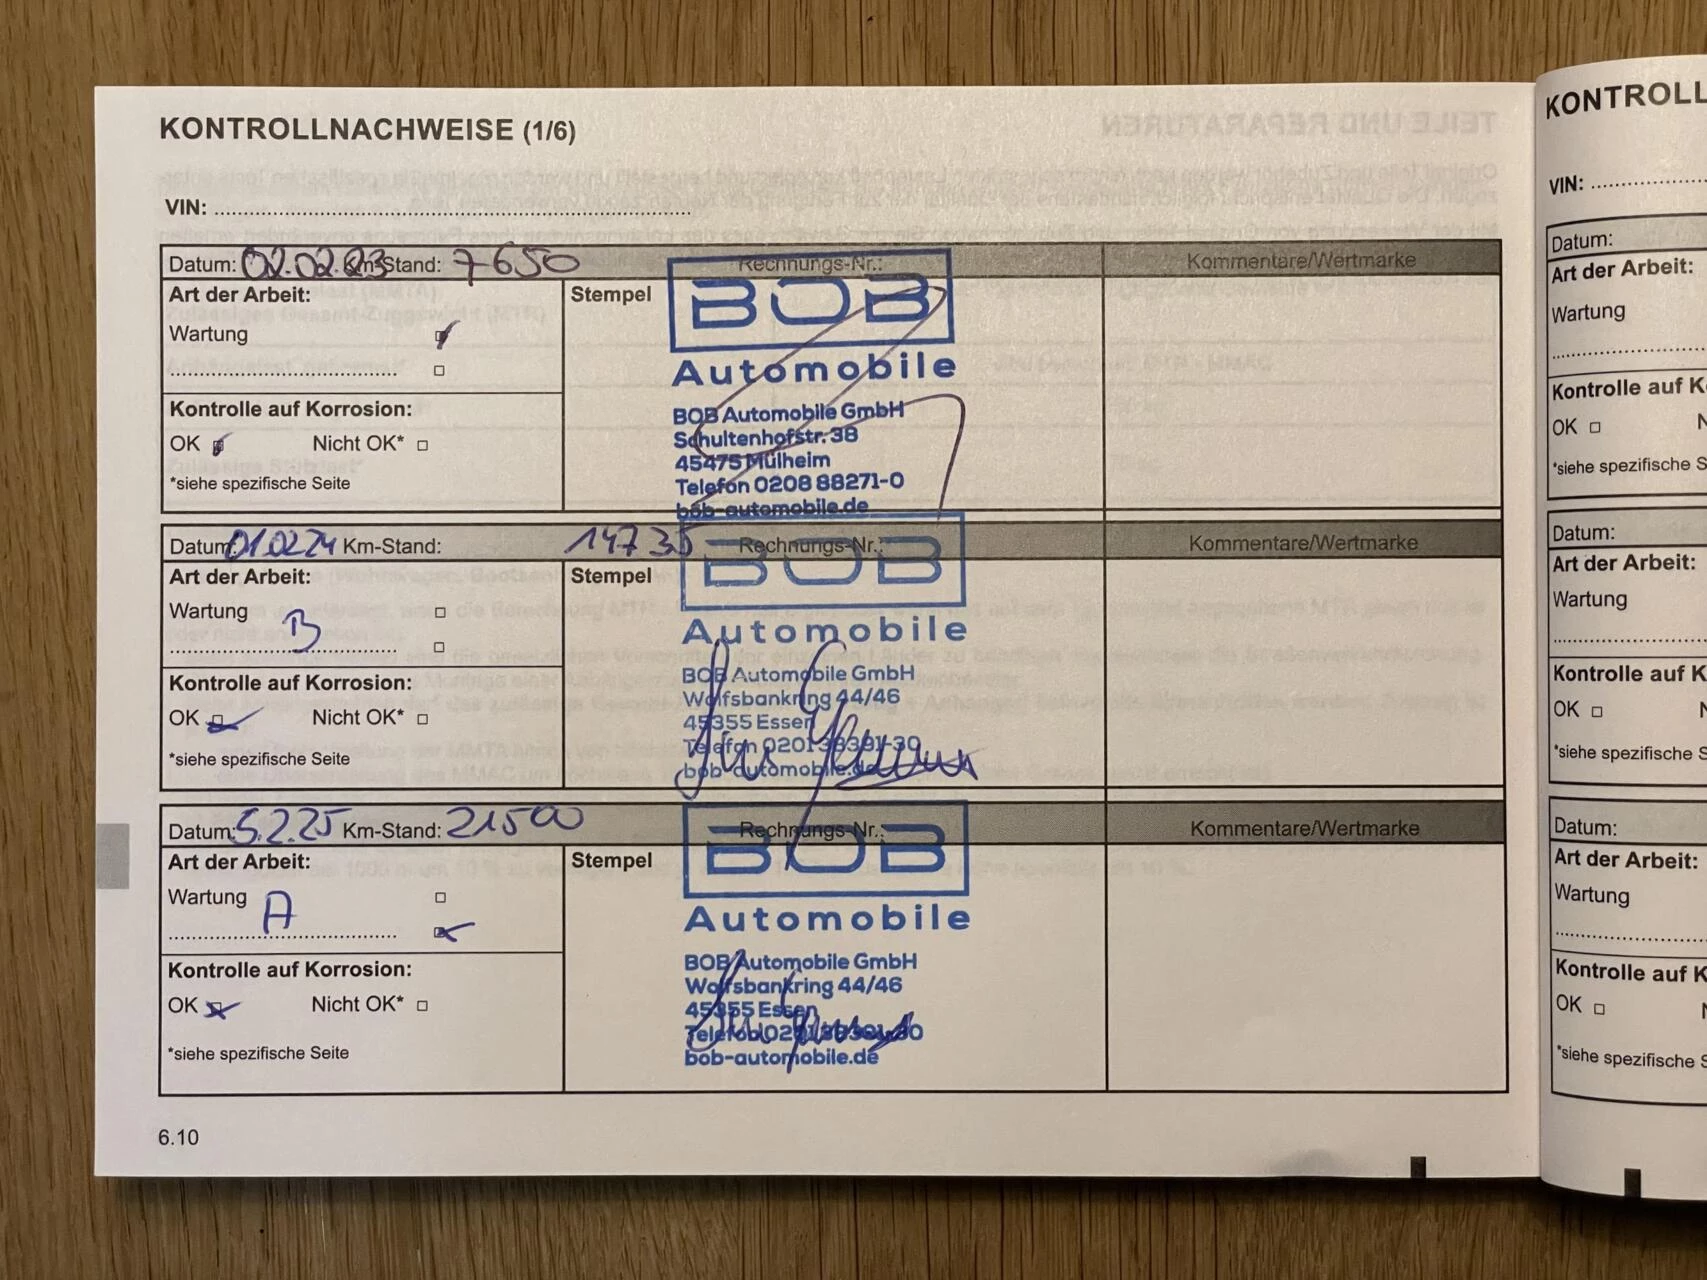 KONTROLLNACHWEISE (1/6)
VIN:
Datum: 02.02.23 Km-Stand: 7650 Rechnungs-Nr.: Kommentare/Wertmarke
Art der Arbeit: Stempel
BOB
Wartung
Automobile
Kontrolle auf Korrosion:
BOB Automobile GmbH
Schultenhofstr. 38
OK Nicht OK*
45475 Mülheim
*siehe spezifische Seite
Telefon 0208 88271-0
bob-automobile.de
Datum: 01.02.24 Km-Stand: 14735 Rechnungs-Nr.: Kommentare/Wertmarke
BOB
Art der Arbeit: Stempel
Wartung
B
Automobile
Kontrolle auf Korrosion:
BOB Automobile GmbH
Wolfsbankring 44/46
OK Nicht OK*
45355 Essen
Telefon 0201 38391-30
*siehe spezifische Seite
bob-automobile.de
Datum: 5.2.25 Km-Stand: 21500 Rechnungs-Nr.: Kommentare/Wertmarke
BOB
Art der Arbeit: Stempel
Wartung
A
Automobile
Kontrolle auf Korrosion:
BOB Automobile GmbH
Wolfsbankring 44/46
OK Nicht OK*
45355 Essen
Telefon 0201 38391-30
*siehe spezifische Seite
bob-automobile.de
6.10
VIN:
Datum:
Art der Arbeit:
Wartung
Kontrolle auf
OK
*siehe spezifische
Datum:
Art der Arbeit:
Wartung
Kontrolle auf
OK
*siehe spezifische
Datum:
Art der Arbeit:
Wartung
Kontrolle auf
OK
*siehe spezifische